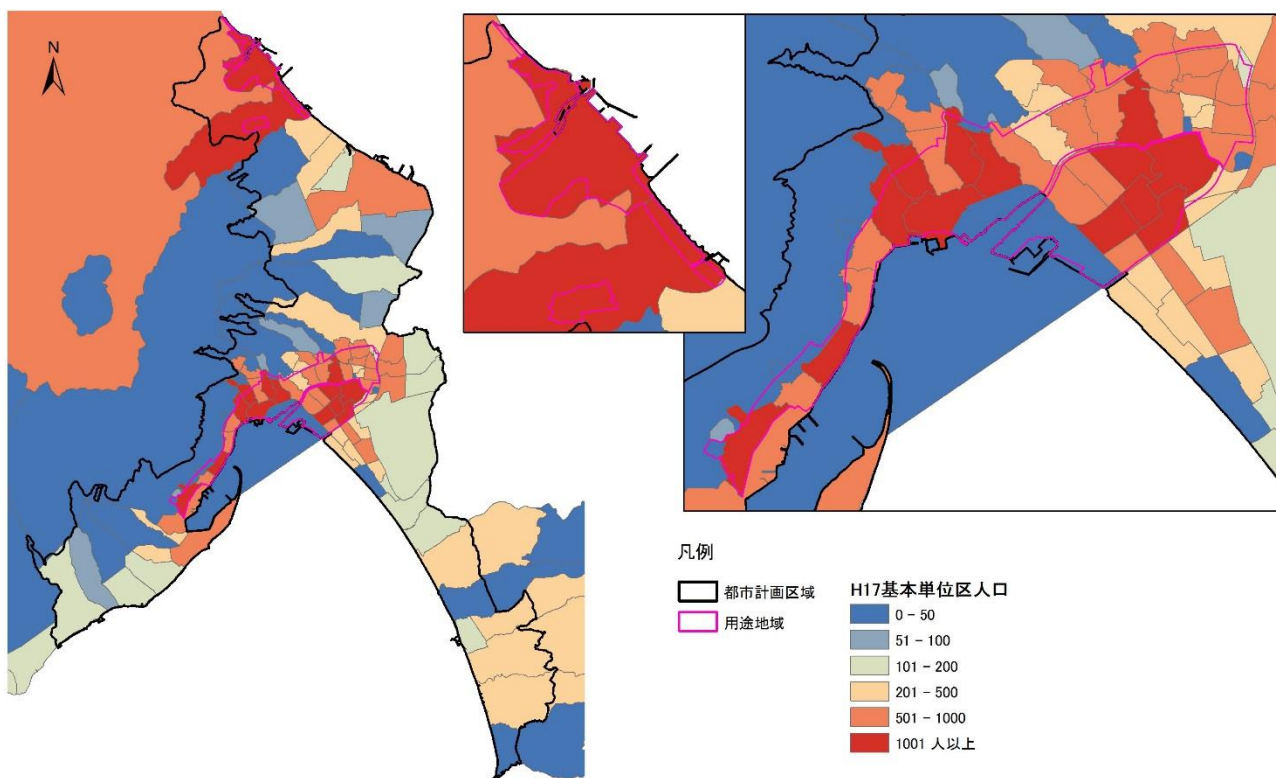 N
凡例
都市計画区域
用途地域
H17基本単位区人口
0 - 50
51 - 100
101 - 200
201 - 500
501 - 1000
1001 人以上